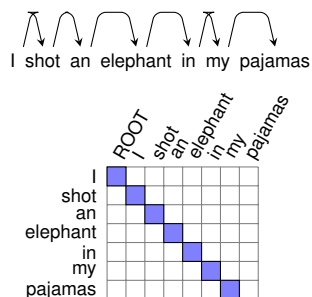 I shot an elephant in my pajamas
ROOT I shot an elephant in my pajamas
I
shot
an
elephant
in
my
pajamas